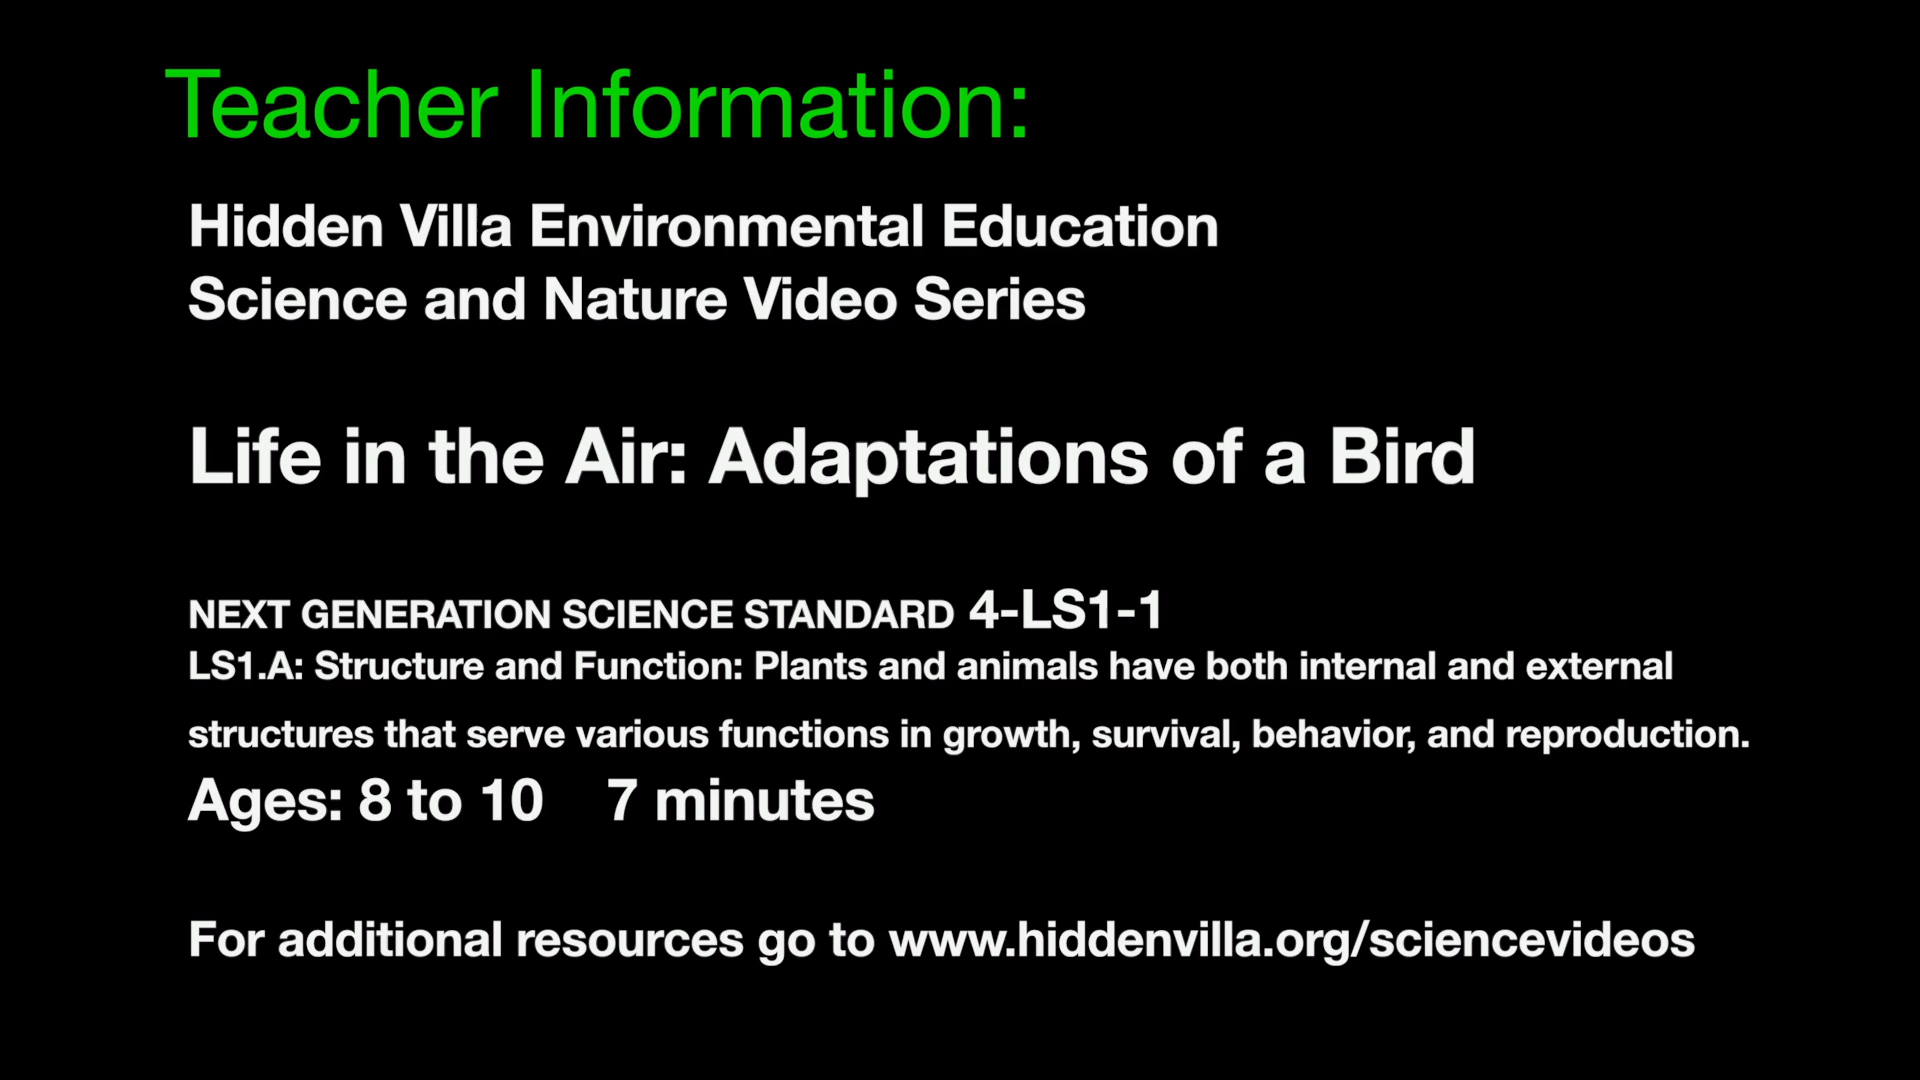 Teacher Information:
Hidden Villa Environmental Education
Science and Nature Video Series
Life in the Air: Adaptations of a Bird
NEXT GENERATION SCIENCE STANDARD 4-LS1-1
LS1.A: Structure and Function: Plants and animals have both internal and external
structures that serve various functions in growth, survival, behavior, and reproduction.
Ages: 8 to 10 7 minutes
For additional resources go to www.hiddenvilla.org/sciencevideos